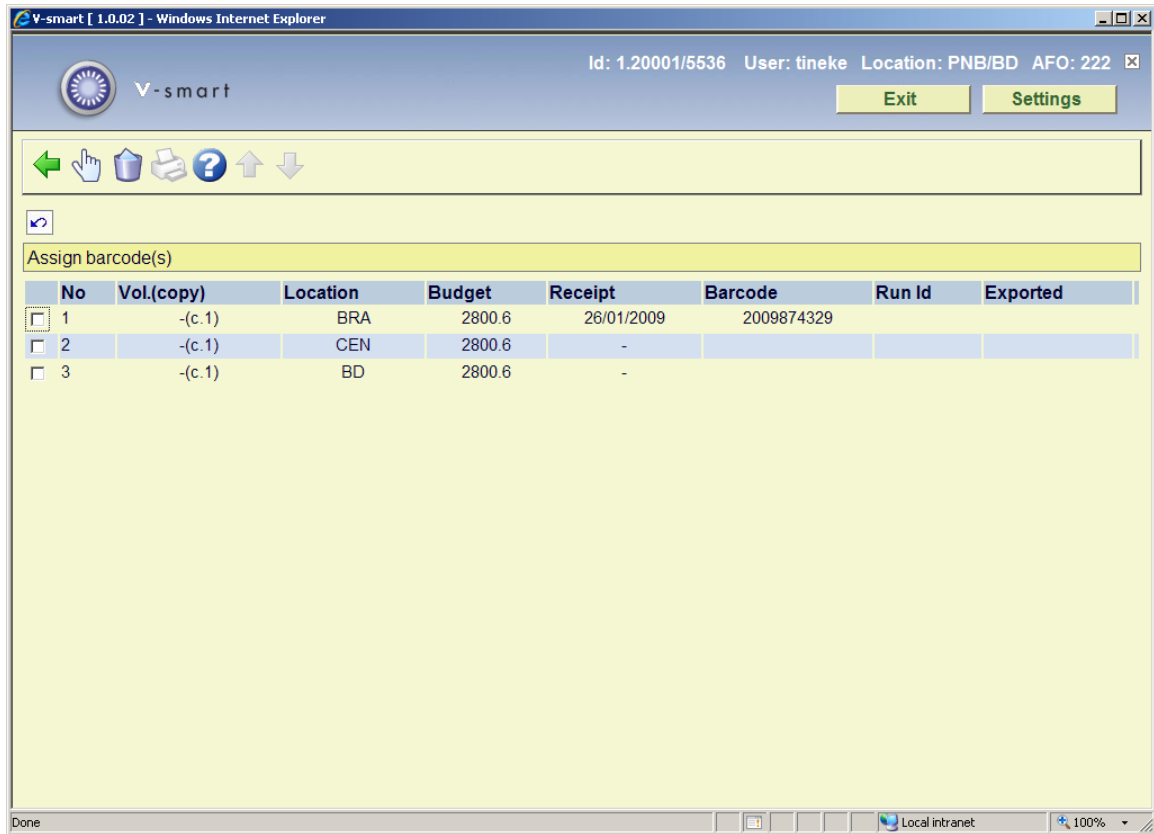 V-smart [ 1.0.02 ] - Windows Internet Explorer
Id: 1.20001/5536 User: tineke Location: PNB/BD AFO: 222
V-smart
Exit Settings
Assign barcode(s)
No Vol.(copy) Location Budget Receipt Barcode Run Id Exported
1 -(c.1) BRA 2800.6 26/01/2009 2009874329
2 -(c.1) CEN 2800.6 -
3 -(c.1) BD 2800.6 -
Done Local intranet 100%